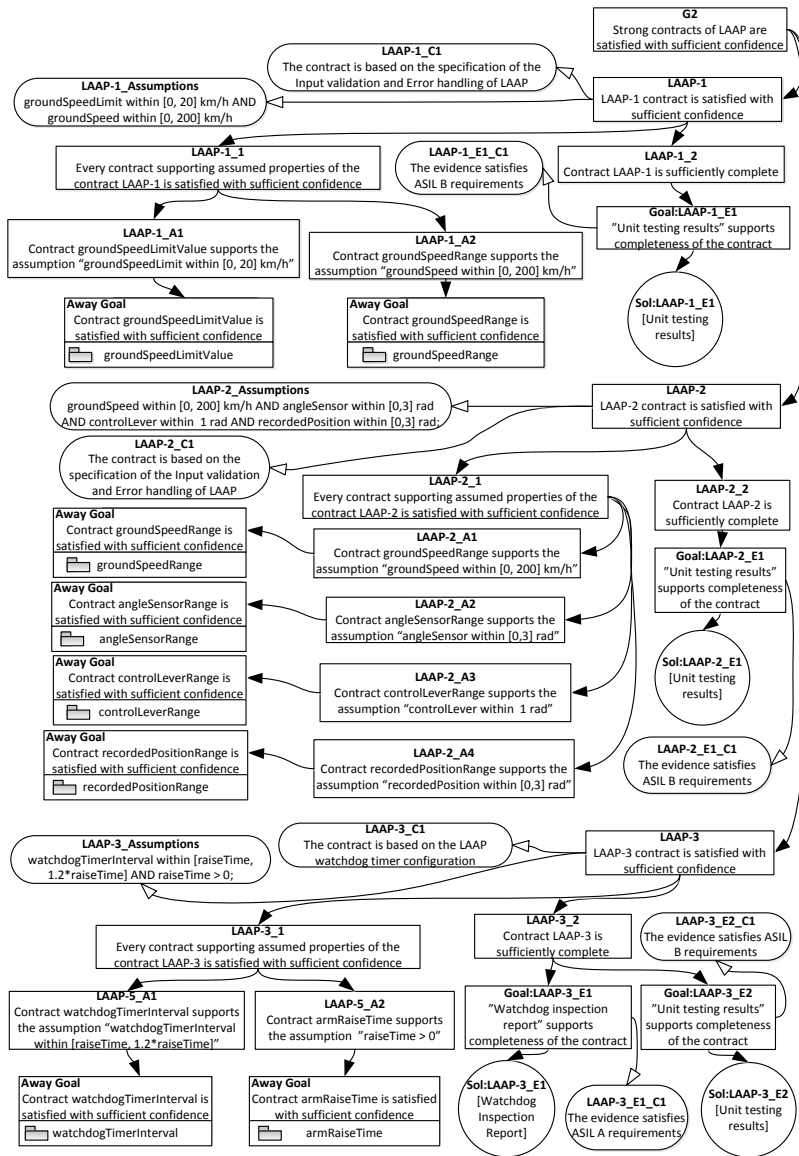 G2
Strong contracts of LAAP are
satisfied with sufficient confidence
LAAP-1_C1
The contract is based on the specification of the
Input validation and Error handling of LAAP
LAAP-1_Assumptions
groundSpeedLimit within [0, 20] km/h AND
groundSpeed within [0, 200] km/h
LAAP-1
LAAP-1 contract is satisfied with
sufficient confidence
LAAP-1_1
Every contract supporting assumed properties of the
contract LAAP-1 is satisfied with sufficient confidence
LAAP-1_E1_C1
The evidence satisfies
ASIL B requirements
LAAP-1_2
Contract LAAP-1 is sufficiently complete
LAAP-1_A1
Contract groundSpeedLimitValue supports the
assumption “groundSpeedLimit within [0, 20] km/h”
LAAP-1_A2
Contract groundSpeedRange supports the
assumption “groundSpeed within [0, 200] km/h”
Goal:LAAP-1_E1
”Unit testing results” supports
completeness of the contract
Away Goal
Contract groundSpeedLimitValue is
satisfied with sufficient confidence
groundSpeedLimitValue
Away Goal
Contract groundSpeedRange is
satisfied with sufficient confidence
groundSpeedRange
Sol:LAAP-1_E1
[Unit testing
results]
LAAP-2_Assumptions
groundSpeed within [0, 200] km/h AND angleSensor within [0,3] rad
AND controlLever within  1 rad AND recordedPosition within [0,3] rad;
LAAP-2
LAAP-2 contract is satisfied with
sufficient confidence
LAAP-2_C1
The contract is based on the
specification of the Input validation
and Error handling of LAAP
LAAP-2_1
Every contract supporting assumed properties of the
contract LAAP-2 is satisfied with sufficient confidence
LAAP-2_2
Contract LAAP-2 is
sufficiently complete
Away Goal
Contract groundSpeedRange is
satisfied with sufficient confidence
groundSpeedRange
LAAP-2_A1
Contract groundSpeedRange supports the
assumption “groundSpeed within [0, 200] km/h”
Goal:LAAP-2_E1
”Unit testing results”
supports completeness
of the contract
Away Goal
Contract angleSensorRange is
satisfied with sufficient confidence
angleSensorRange
LAAP-2_A2
Contract angleSensorRange supports the
assumption “angleSensor within [0,3] rad”
Sol:LAAP-2_E1
[Unit testing
results]
Away Goal
Contract controlLeverRange is
satisfied with sufficient confidence
controlLeverRange
LAAP-2_A3
Contract controlLeverRange supports the
assumption “controlLever within  1 rad”
Away Goal
Contract recordedPositionRange is
satisfied with sufficient confidence
recordedPositionRange
LAAP-2_A4
Contract recordedPositionRange supports the
assumption “recordedPosition within [0,3] rad”
LAAP-2_E1_C1
The evidence satisfies
ASIL B requirements
LAAP-3_Assumptions
watchdogTimerInterval within [raiseTime,
1.2*raiseTime] AND raiseTime > 0;
LAAP-3_C1
The contract is based on the LAAP
watchdog timer configuration
LAAP-3
LAAP-3 contract is satisfied with
sufficient confidence
LAAP-3_1
Every contract supporting assumed properties of the
contract LAAP-3 is satisfied with sufficient confidence
LAAP-3_2
Contract LAAP-3 is
sufficiently complete
LAAP-3_E2_C1
The evidence satisfies ASIL
B requirements
LAAP-5_A1
Contract watchdogTimerInterval supports
the assumption “watchdogTimerInterval
within [raiseTime, 1.2*raiseTime]”
LAAP-5_A2
Contract armRaiseTime supports
the assumption  ”raiseTime > 0”
Goal:LAAP-3_E1
”Watchdog inspection
report” supports
completeness of the contract
Goal:LAAP-3_E2
”Unit testing results”
supports completeness
of the contract
Away Goal
Contract watchdogTimerInterval is
satisfied with sufficient confidence
watchdogTimerInterval
Away Goal
Contract armRaiseTime is satisfied
with sufficient confidence
armRaiseTime
Sol:LAAP-3_E1
[Watchdog
Inspection
Report]
LAAP-3_E1_C1
The evidence satisfies
ASIL A requirements
Sol:LAAP-3_E2
[Unit testing
results]